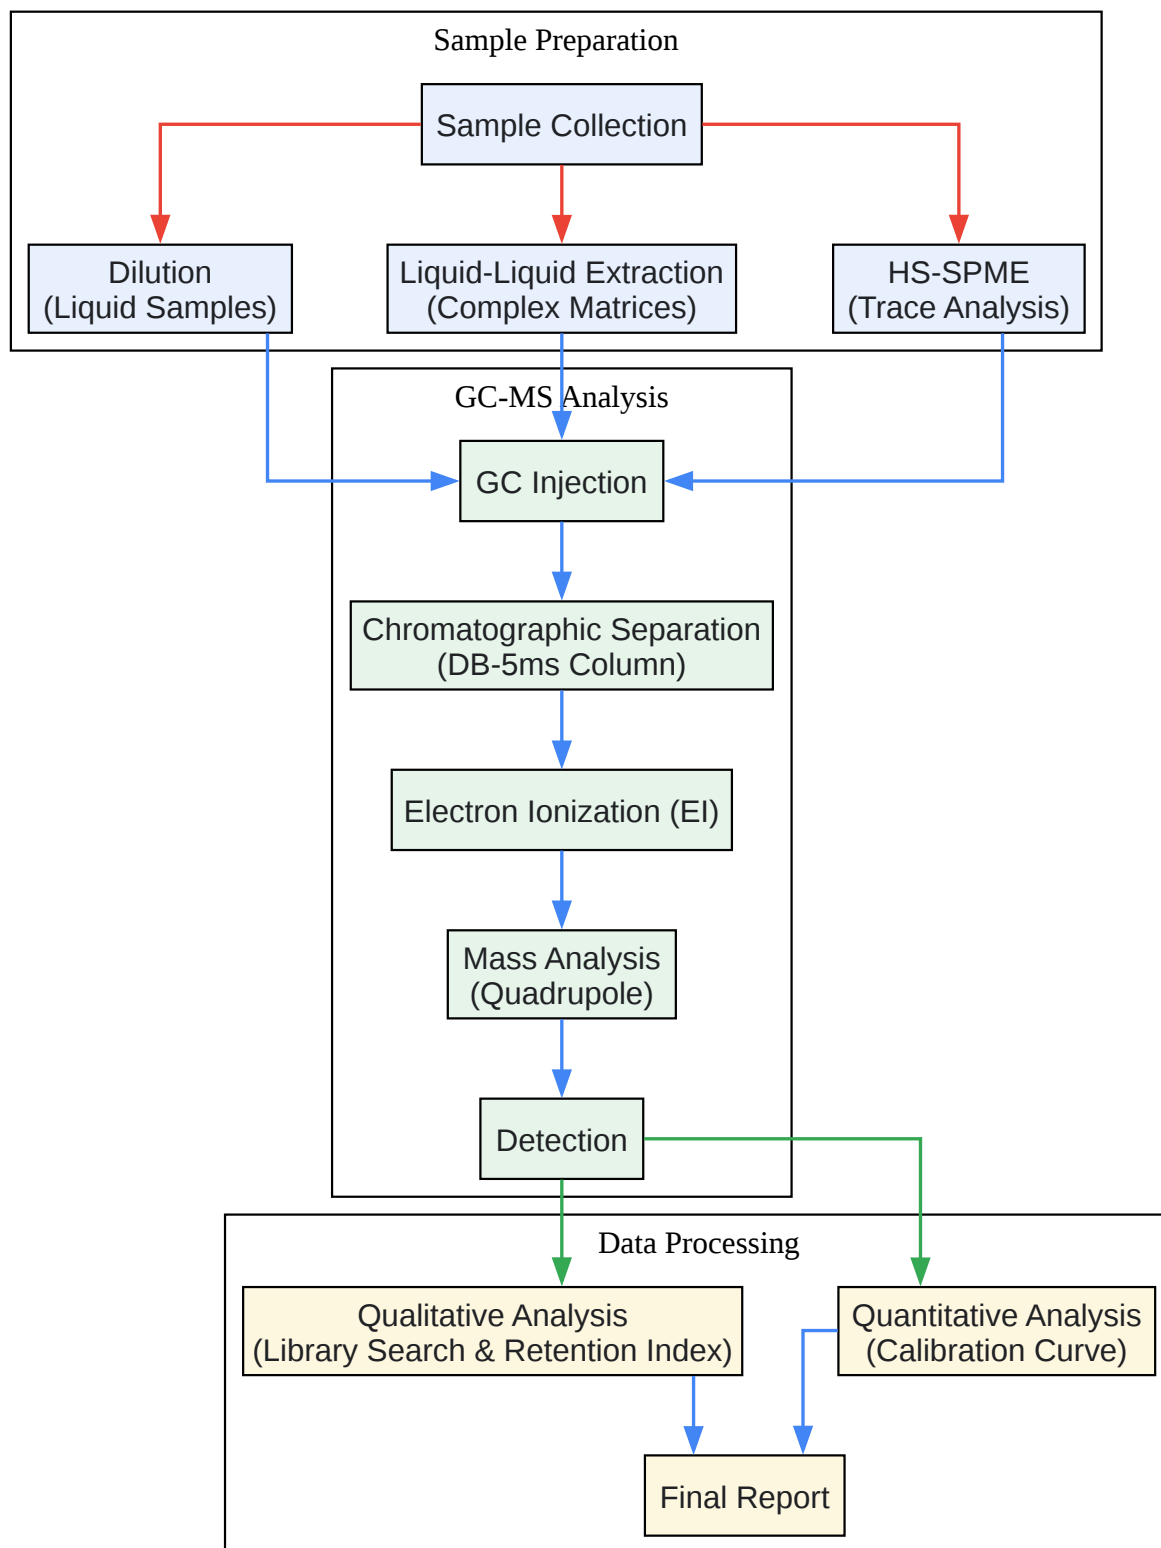 Sample Preparation
Sample Collection
Dilution
(Liquid Samples)
Liquid-Liquid Extraction
(Complex Matrices)
HS-SPME
(Trace Analysis)
GC-MS Analysis
GC Injection
Chromatographic Separation
(DB-5ms Column)
Electron Ionization (EI)
Mass Analysis
(Quadrupole)
Detection
Data Processing
Qualitative Analysis
(Library Search & Retention Index)
Quantitative Analysis
(Calibration Curve)
Final Report